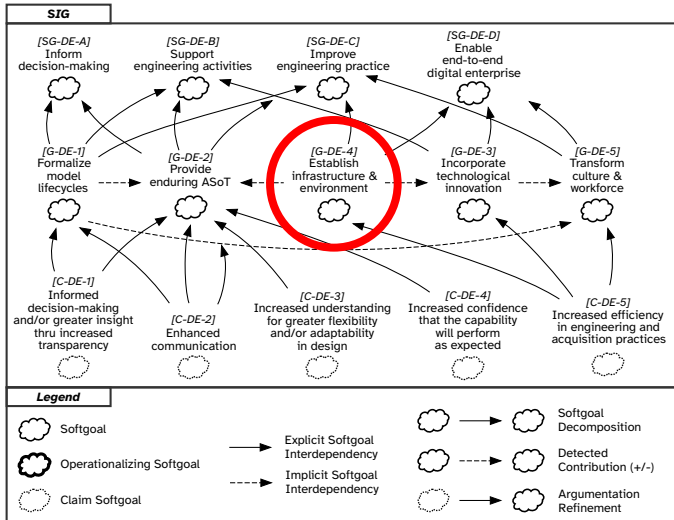 SIG
[SG-DE-A]
Inform
decision-making
[SG-DE-B]
Support
engineering activities
[SG-DE-C]
Improve
engineering practice
[SG-DE-D]
Enable
end-to-end
digital enterprise
[G-DE-1]
Formalize
model
lifecycles
[G-DE-2]
Provide
enduring ASoT
[G-DE-4]
Establish
infrastructure &
environment
[G-DE-3]
Incorporate
technological
innovation
[G-DE-5]
Transform
culture &
workforce
[C-DE-1]
Informed
decision-making
and/or greater insight
thru increased
transparency
[C-DE-2]
Enhanced
communication
[C-DE-3]
Increased understanding
for greater flexibility
and/or adaptability
in design
[C-DE-4]
Increased confidence
that the capability
will perform
as expected
[C-DE-5]
Increased efficiency
in engineering and
acquisition practices
Legend
Softgoal
Operationalizing Softgoal
Claim Softgoal
Explicit Softgoal
Interdependency
Implicit Softgoal
Interdependency
Softgoal
Decomposition
Detected
Contribution (+/-)
Argumentation
Refinement